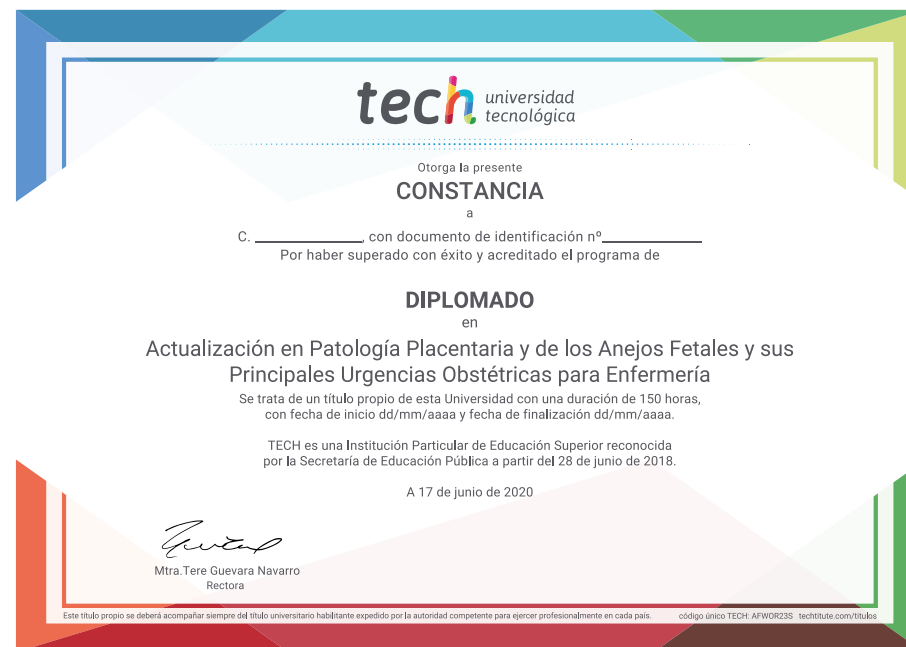 tech universidad
tecnológica
Otorga la presente
CONSTANCIA
a
C. ______________, con documento de identificación nº_____________
Por haber superado con éxito y acreditado el programa de
DIPLOMADO
en
Actualización en Patología Placentaria y de los Anejos Fetales y sus
Principales Urgencias Obstétricas para Enfermería
Se trata de un título propio de esta Universidad con una duración de 150 horas,
con fecha de inicio dd/mm/aaaa y fecha de finalización dd/mm/aaaa.
TECH es una Institución Particular de Educación Superior reconocida
por la Secretaría de Educación Pública a partir del 28 de junio de 2018.
A 17 de junio de 2020
Mtra.Tere Guevara Navarro
Rectora
Este título propio se deberá acompañar siempre del título universitario habilitante expedido por la autoridad competente para ejercer profesionalmente en cada país. código único TECH: AFWOR23S techtitute.com/titulos